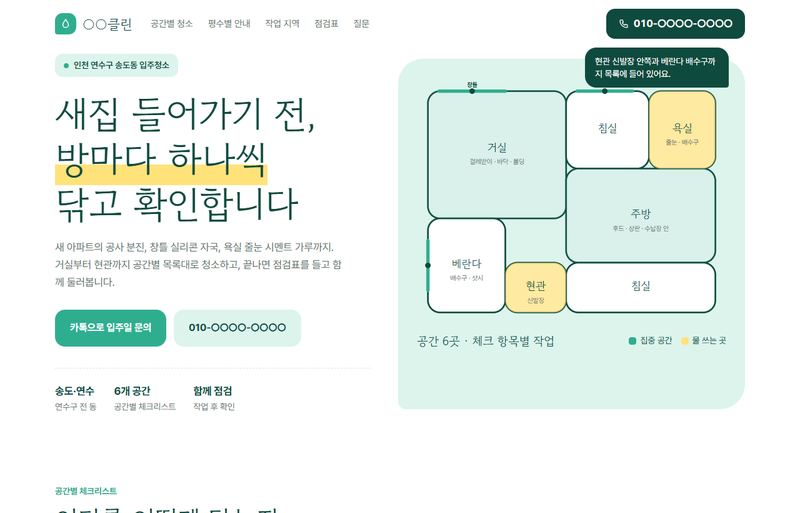 ○○클린
공간별 청소 평수별 안내 작업 지역 점검표 질문
010-○○○○-○○○○
인천 연수구 송도동 입주청소
새집 들어가기 전,
방마다 하나씩
닦고 확인합니다
새 아파트의 공사 분진, 창틀 실리콘 자국, 욕실 줄눈 시멘트 가루까지.
거실부터 현관까지 공간별 목록대로 청소하고, 끝나면 점검표를 들고 함
께 둘러봅니다.
카톡으로 입주일 문의
010-○○○○-○○○○
송도·연수
연수구 전 동
6개 공간
공간별 체크리스트
함께 점검
작업 후 확인
현관 신발장 안쪽과 베란다 배수구까
지 목록에 들어 있어요.
창틀
거실
걸레받이 · 바닥 · 몰딩
침실
욕실
줄눈 · 배수구
주방
후드 · 상판 · 수납장 안
베란다
배수구 · 샷시
현관
신발장
침실
공간 6곳 · 체크 항목별 작업
집중 공간
물 쓰는 곳
공간별 체크리스트